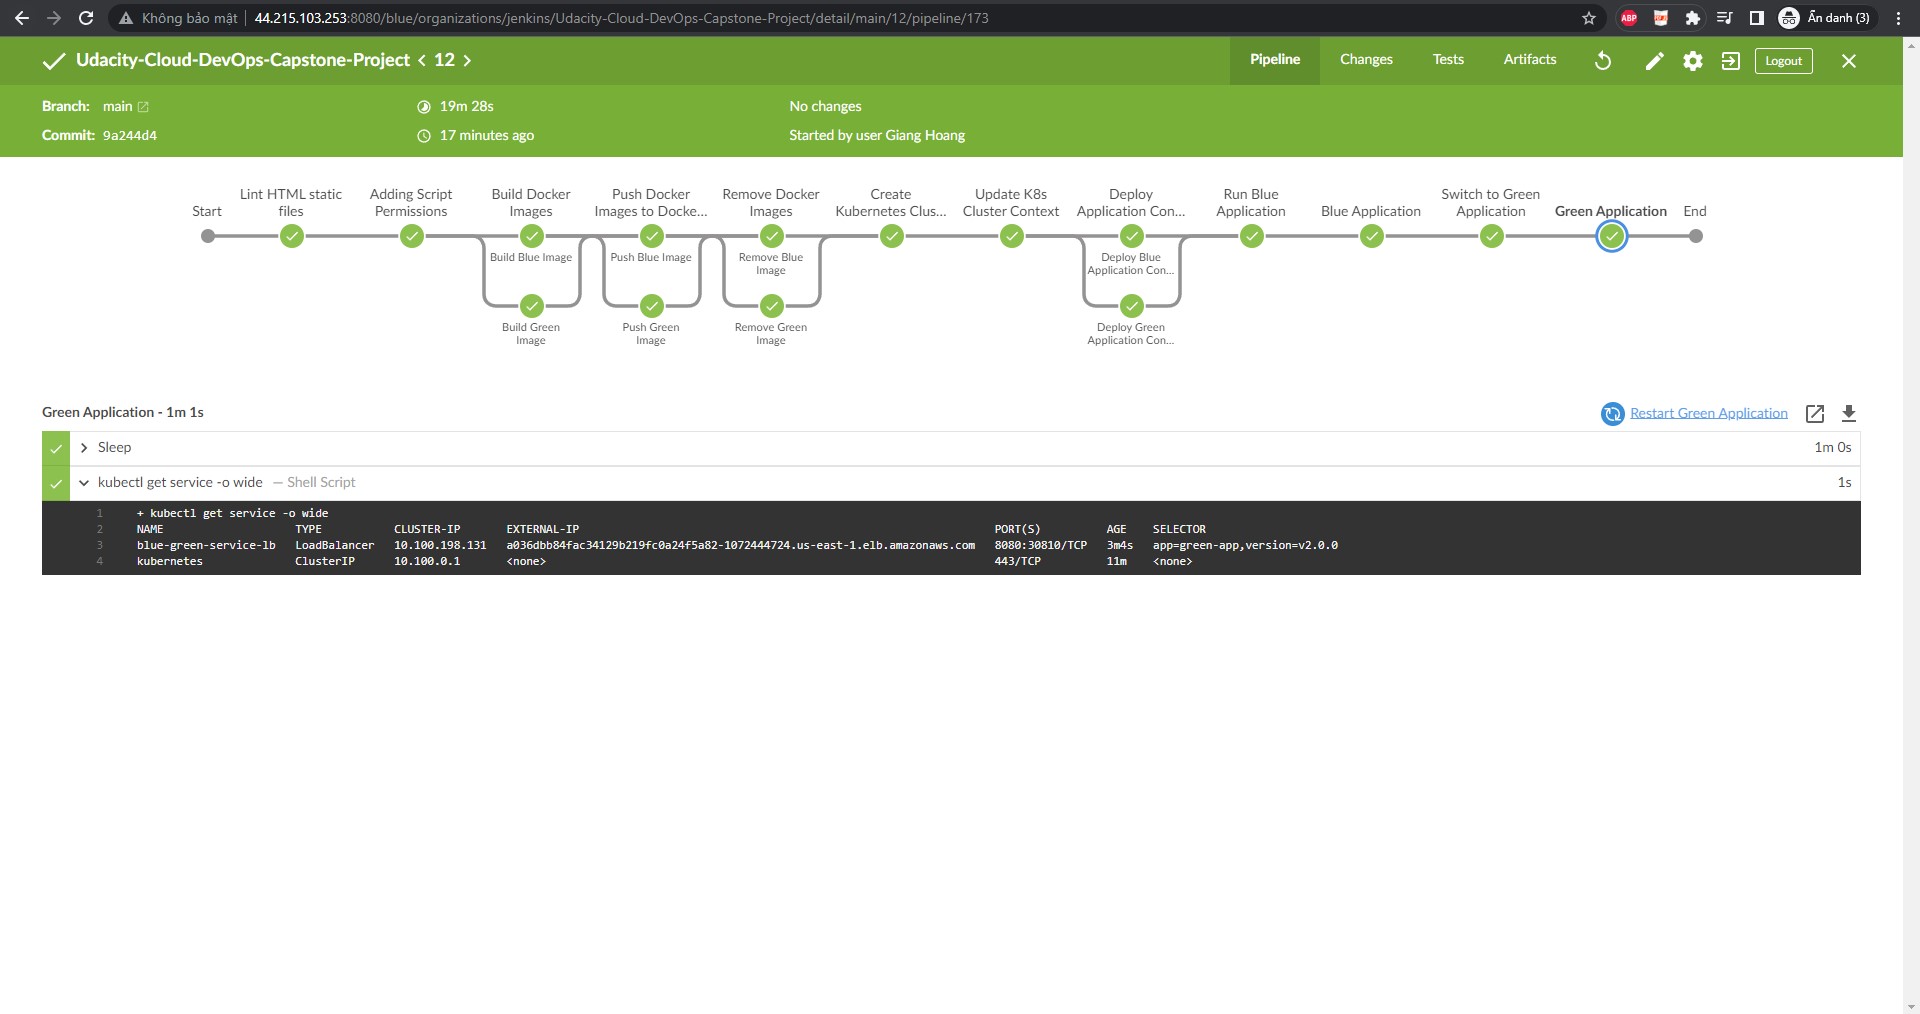 Không bảo mật
44.215.103.253:8080/blue/organizations/jenkins/Udacity-Cloud-DevOps-Capstone-Project/detail/main/12/pipeline/173
ABP
Ẩn danh (3)
Udacity-Cloud-DevOps-Capstone-Project < 12 >
Pipeline
Changes
Tests
Artifacts
Logout
Branch: main
19m 28s
No changes
Commit: 9a244d4
17 minutes ago
Started by user Giang Hoang
Start
Lint HTML static
files
Adding Script
Permissions
Build Docker
Images
Push Docker
Images to Docke...
Remove Docker
Images
Create
Kubernetes Clus...
Update K8s
Cluster Context
Deploy
Application Con...
Run Blue
Application
Blue Application
Switch to Green
Application
Green Application
End
Build Blue Image
Push Blue Image
Remove Blue
Image
Deploy Blue
Application Con...
Build Green
Image
Push Green
Image
Remove Green
Image
Deploy Green
Application Con...
Green Application - 1m 1s
Restart Green Application
Sleep
1m 0s
kubectl get service -o wide — Shell Script
1s
1 + kubectl get service -o wide
2 NAME TYPE CLUSTER-IP EXTERNAL-IP PORT(S) AGE SELECTOR
3 blue-green-service-lb LoadBalancer 10.100.198.131 a036dbb84fac34129b219fc0a24f5a82-1072444724.us-east-1.elb.amazonaws.com 8080:30810/TCP 3m4s app=green-app,version=v2.0.0
4 kubernetes ClusterIP 10.100.0.1 <none> 443/TCP 11m <none>